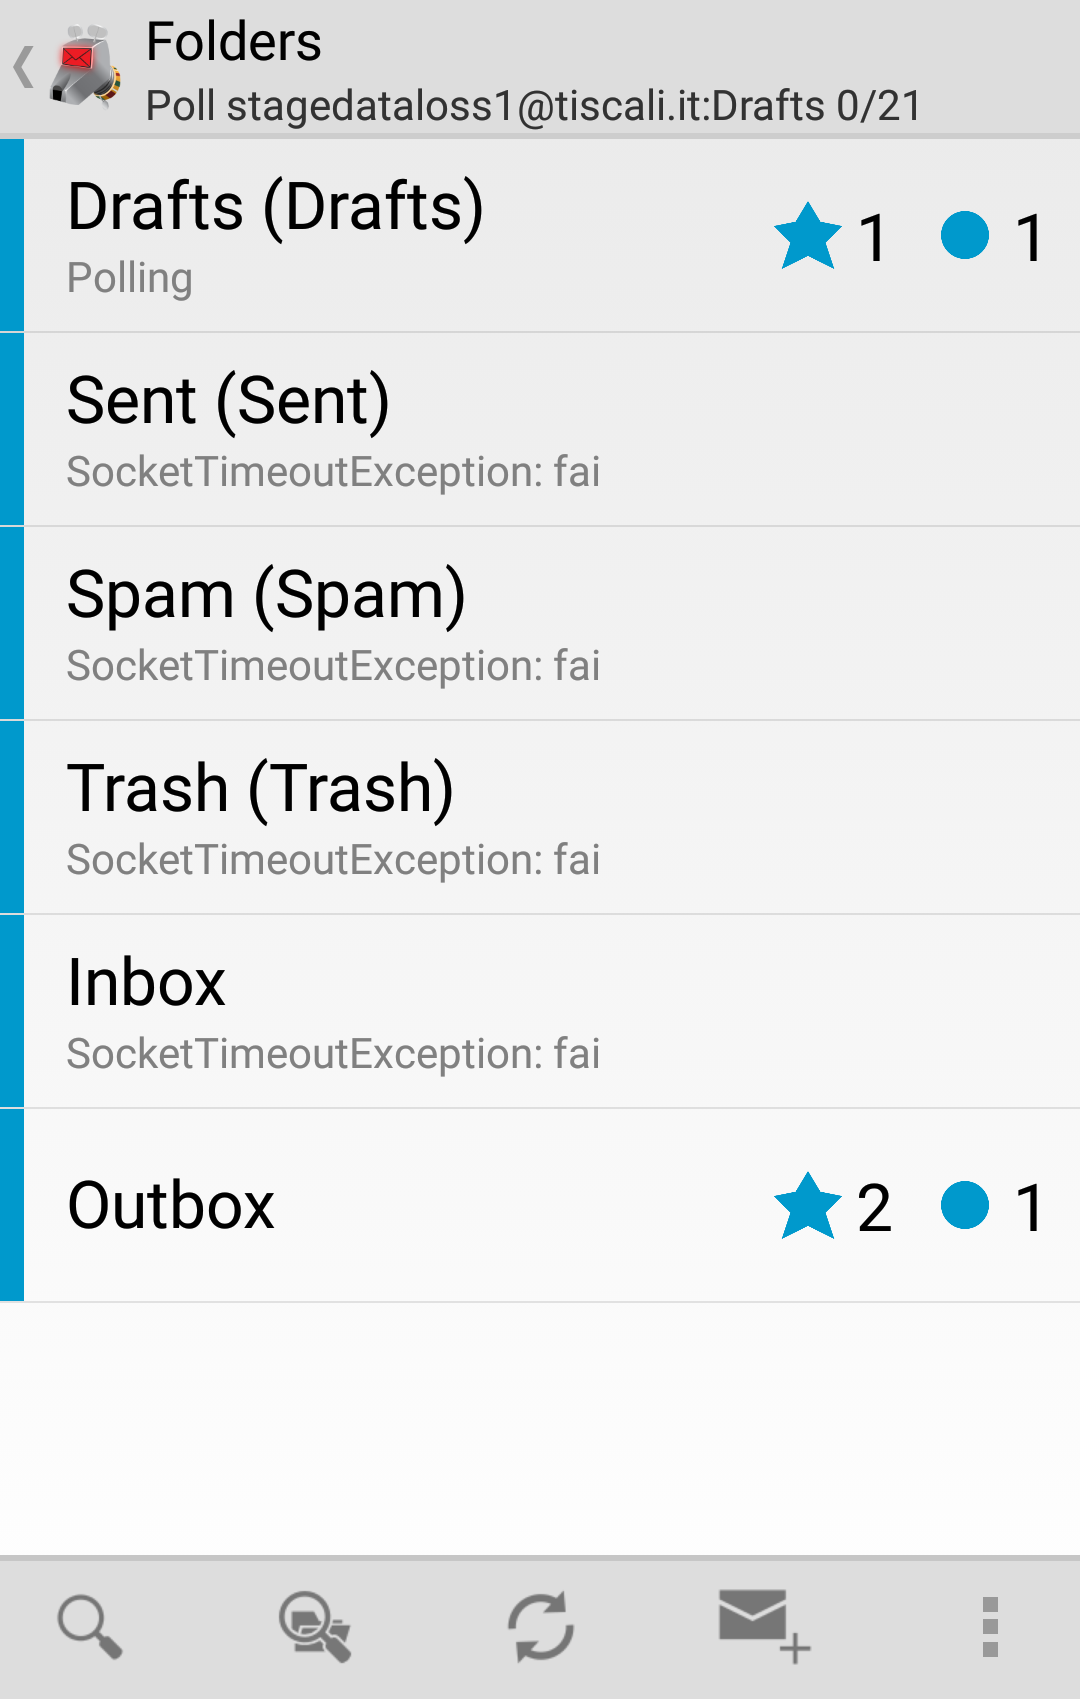 Folders
Poll stagedataloss1@tiscali.it:Drafts 0/21
Drafts (Drafts)
1
1
Polling
Sent (Sent)
SocketTimeoutException: fai
Spam (Spam)
SocketTimeoutException: fai
Trash (Trash)
SocketTimeoutException: fai
Inbox
SocketTimeoutException: fai
Outbox
2
1